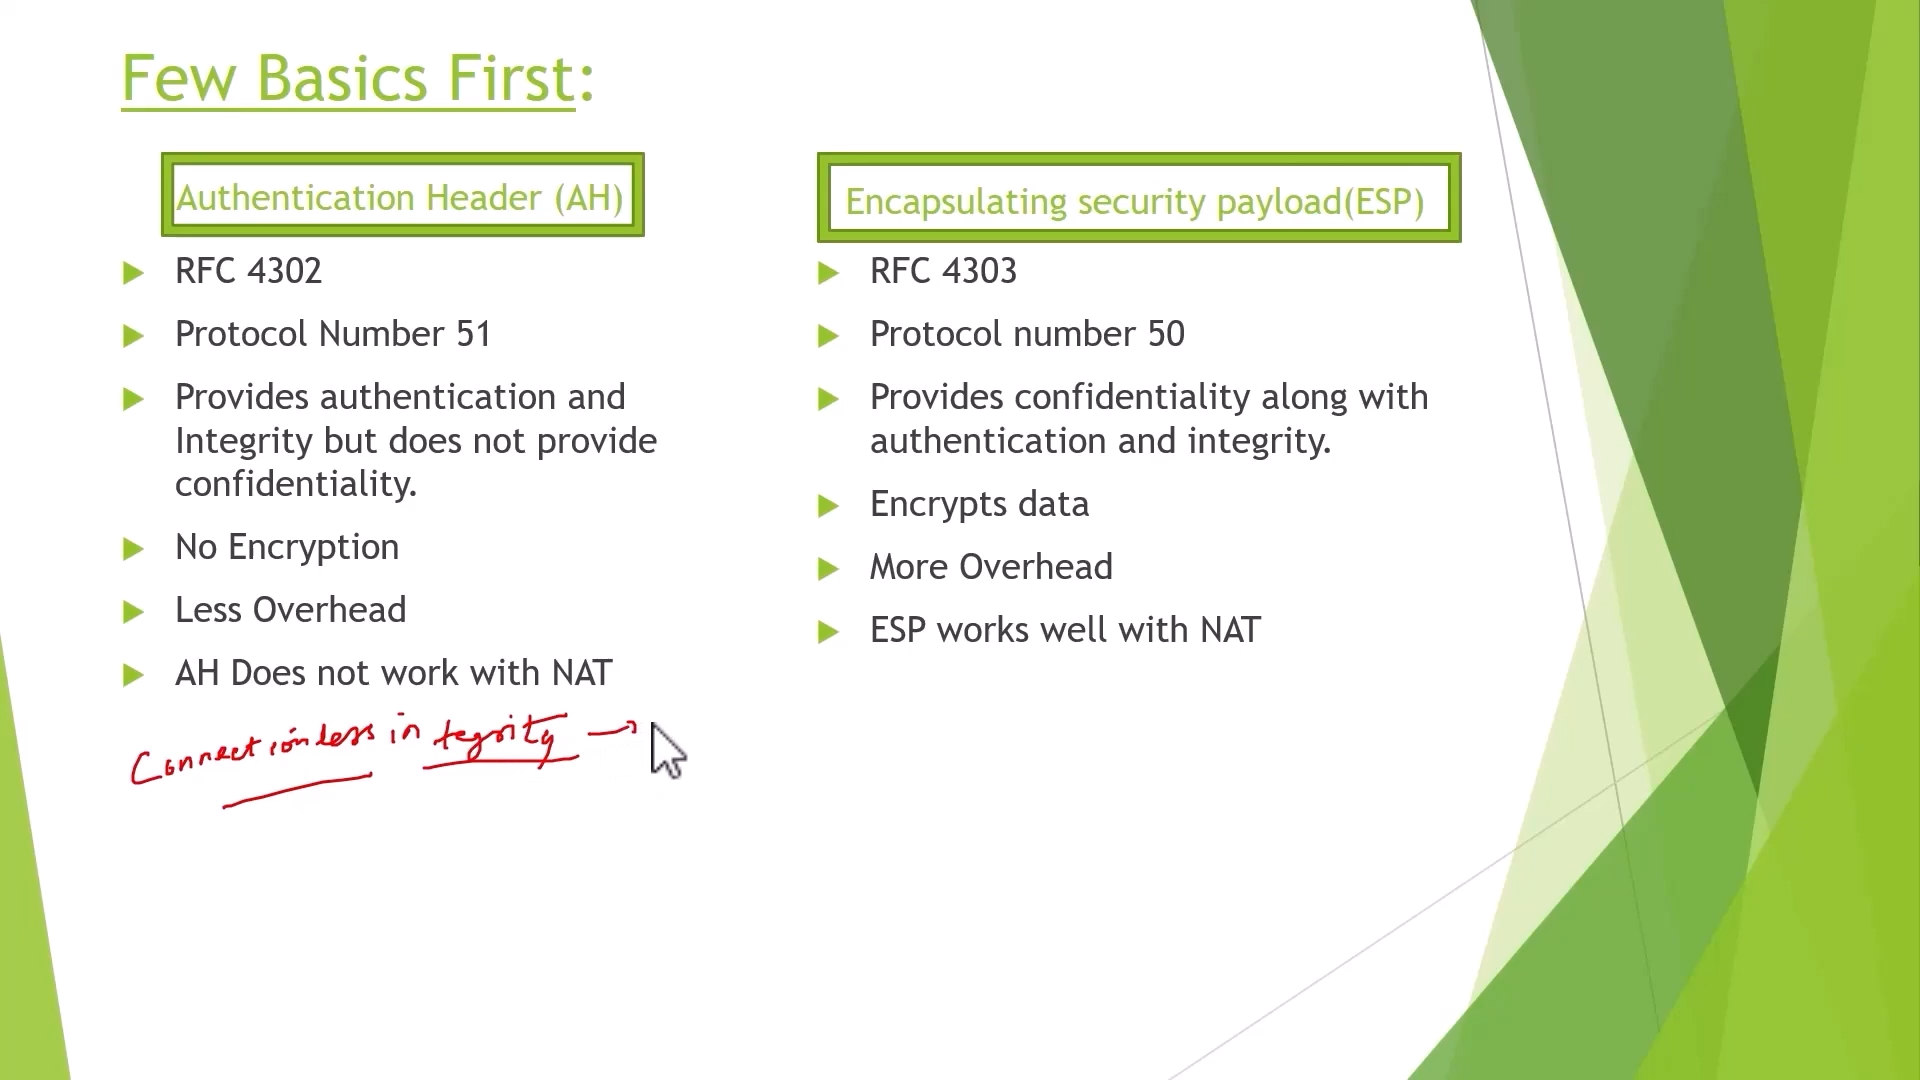 Few Basics First:
Authentication Header (AH)
RFC 4302
Protocol Number 51
Provides authentication and
Integrity but does not provide
confidentiality.
No Encryption
Less Overhead
AH Does not work with NAT
Connectionless integrity →
Encapsulating security payload(ESP)
RFC 4303
Protocol number 50
Provides confidentiality along with
authentication and integrity.
Encrypts data
More Overhead
ESP works well with NAT